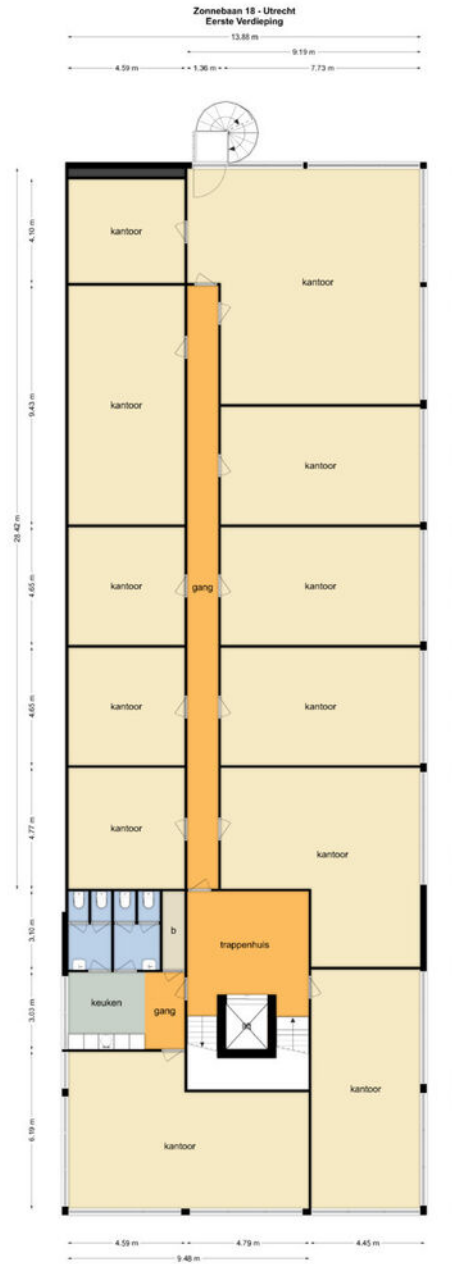 Zonnebaan 18 - Utrecht
Eerste Verdieping
13.88 m
9.19 m
4.59 m
1.36 m
7.73 m
4.10 m
kantoor
kantoor
9.43 m
kantoor
kantoor
28.42 m
4.65 m
kantoor
gang
kantoor
4.65 m
kantoor
kantoor
4.77 m
kantoor
kantoor
3.10 m
b
trappenhuis
3.03 m
keuken
gang
kantoor
6.19 m
kantoor
4.59 m
4.79 m
4.45 m
9.48 m